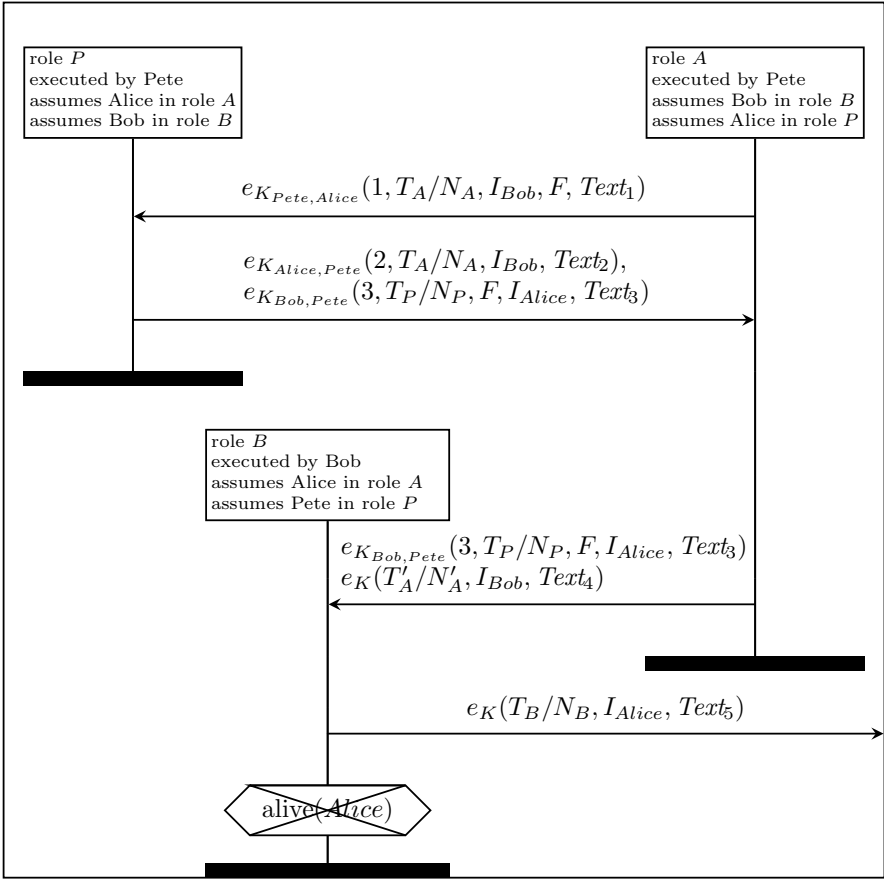 role P
executed by Pete
assumes Alice in role A
assumes Bob in role B
role A
executed by Pete
assumes Bob in role B
assumes Alice in role P
e_{K_{Pete,Alice}}(1, T_A/N_A, I_{Bob}, F, Text_1)
e_{K_{Alice,Pete}}(2, T_A/N_A, I_{Bob}, Text_2),
e_{K_{Bob,Pete}}(3, T_P/N_P, F, I_{Alice}, Text_3)
role B
executed by Bob
assumes Alice in role A
assumes Pete in role P
e_{K_{Bob,Pete}}(3, T_P/N_P, F, I_{Alice}, Text_3)
e_K(T'_A/N'_A, I_{Bob}, Text_4)
e_K(T_B/N_B, I_{Alice}, Text_5)
alive(Alice)